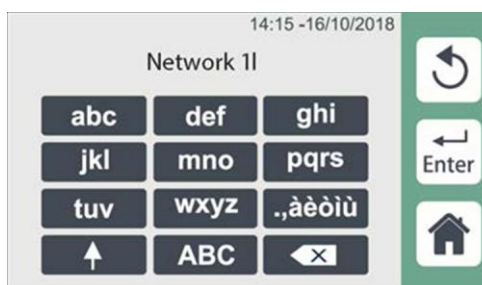 14:15 -16/10/2018
Network 1l
abc def ghi
jkl mno pqrs
Enter
tuv wxyz .,àèòìù
ABC